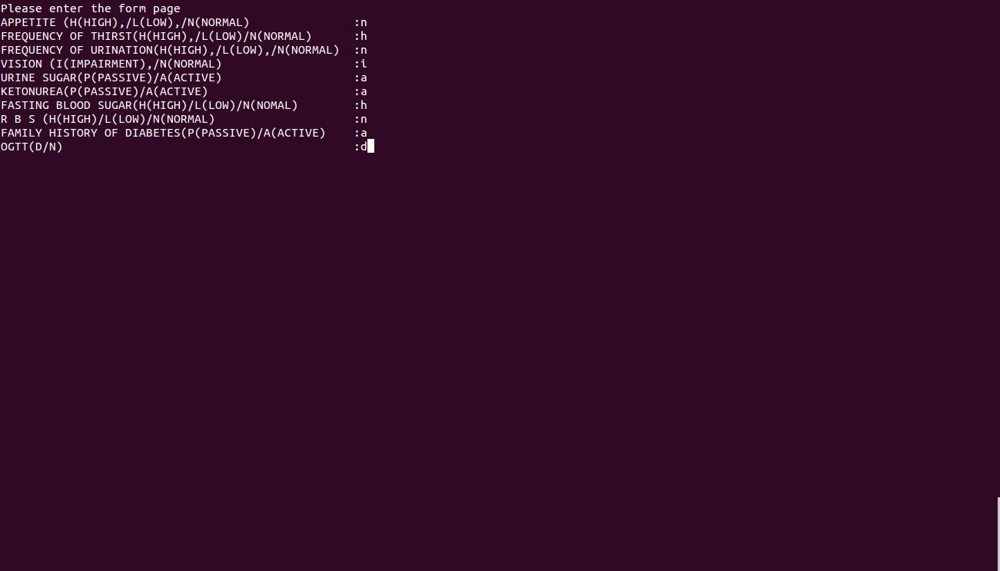 Please enter the form page
APPETITE (H(HIGH),/L(LOW),/N(NORMAL) :n
FREQUENCY OF THIRST(H(HIGH),/L(LOW)/N(NORMAL) :h
FREQUENCY OF URINATION(H(HIGH),/L(LOW),/N(NORMAL) :n
VISION (I(IMPAIRMENT),/N(NORMAL) :i
URINE SUGAR(P(PASSIVE)/A(ACTIVE) :a
KETONUREA(P(PASSIVE)/A(ACTIVE) :a
FASTING BLOOD SUGAR(H(HIGH)/L(LOW)/N(NOMAL) :h
R B S (H(HIGH)/L(LOW)/N(NORMAL) :n
FAMILY HISTORY OF DIABETES(P(PASSIVE)/A(ACTIVE) :a
OGTT(D/N) :d